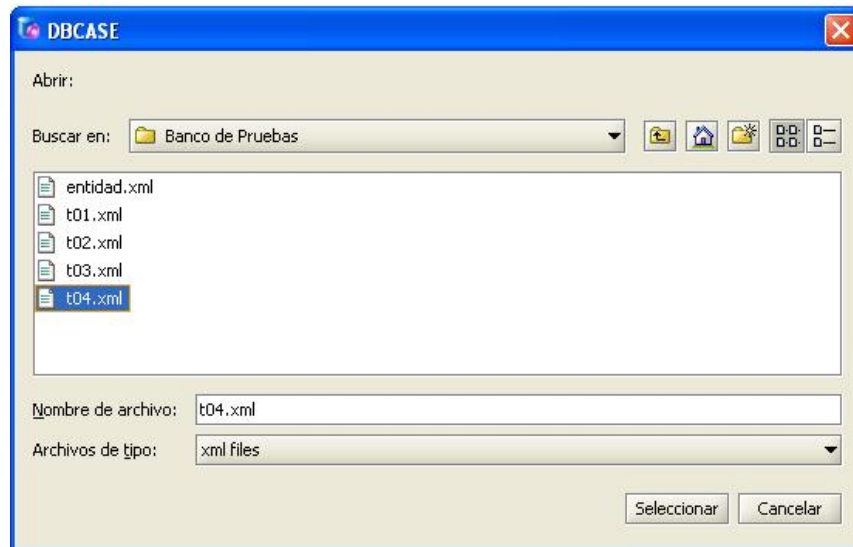 DBCASE
Abrir:
Buscar en: Banco de Pruebas
entidad.xml
t01.xml
t02.xml
t03.xml
t04.xml
Nombre de archivo: t04.xml
Archivos de tipo: xml files
Seleccionar Cancelar